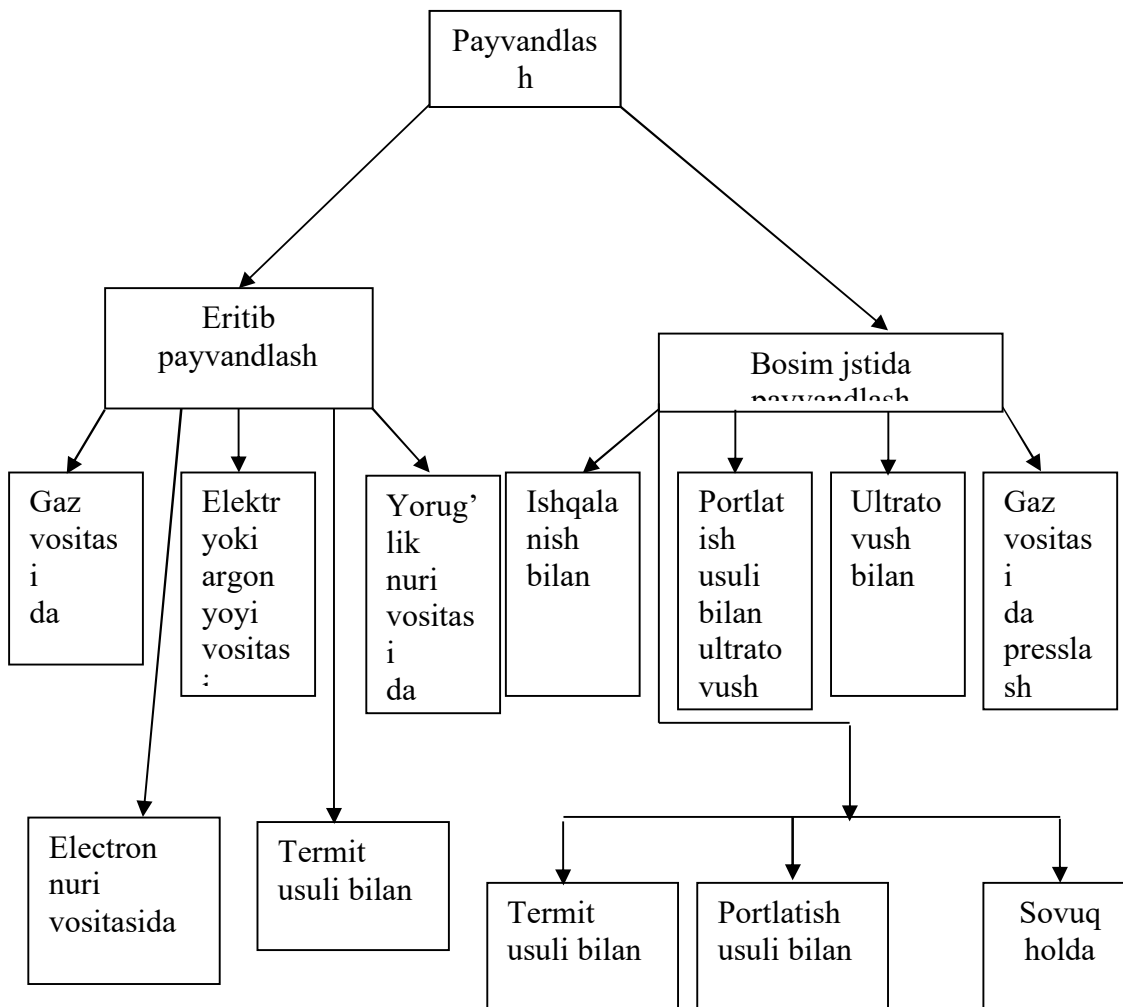 Payvandlas
h
Eritib
payvandlash
Bosim jstida
payvandlash
Gaz
vositas
i
da
Elektr
yoki
argon
yoyi
vositas
i
Yorug’
lik
nuri
vositas
i
da
Ishqala
nish
bilan
Portlat
ish
usuli
bilan
ultrato
vush
Ultrato
vush
bilan
Gaz
vositas
i
da
pressla
sh
Electron
nuri
vositasida
Termit
usuli bilan
Termit
usuli bilan
Portlatish
usuli bilan
Sovuq
holda